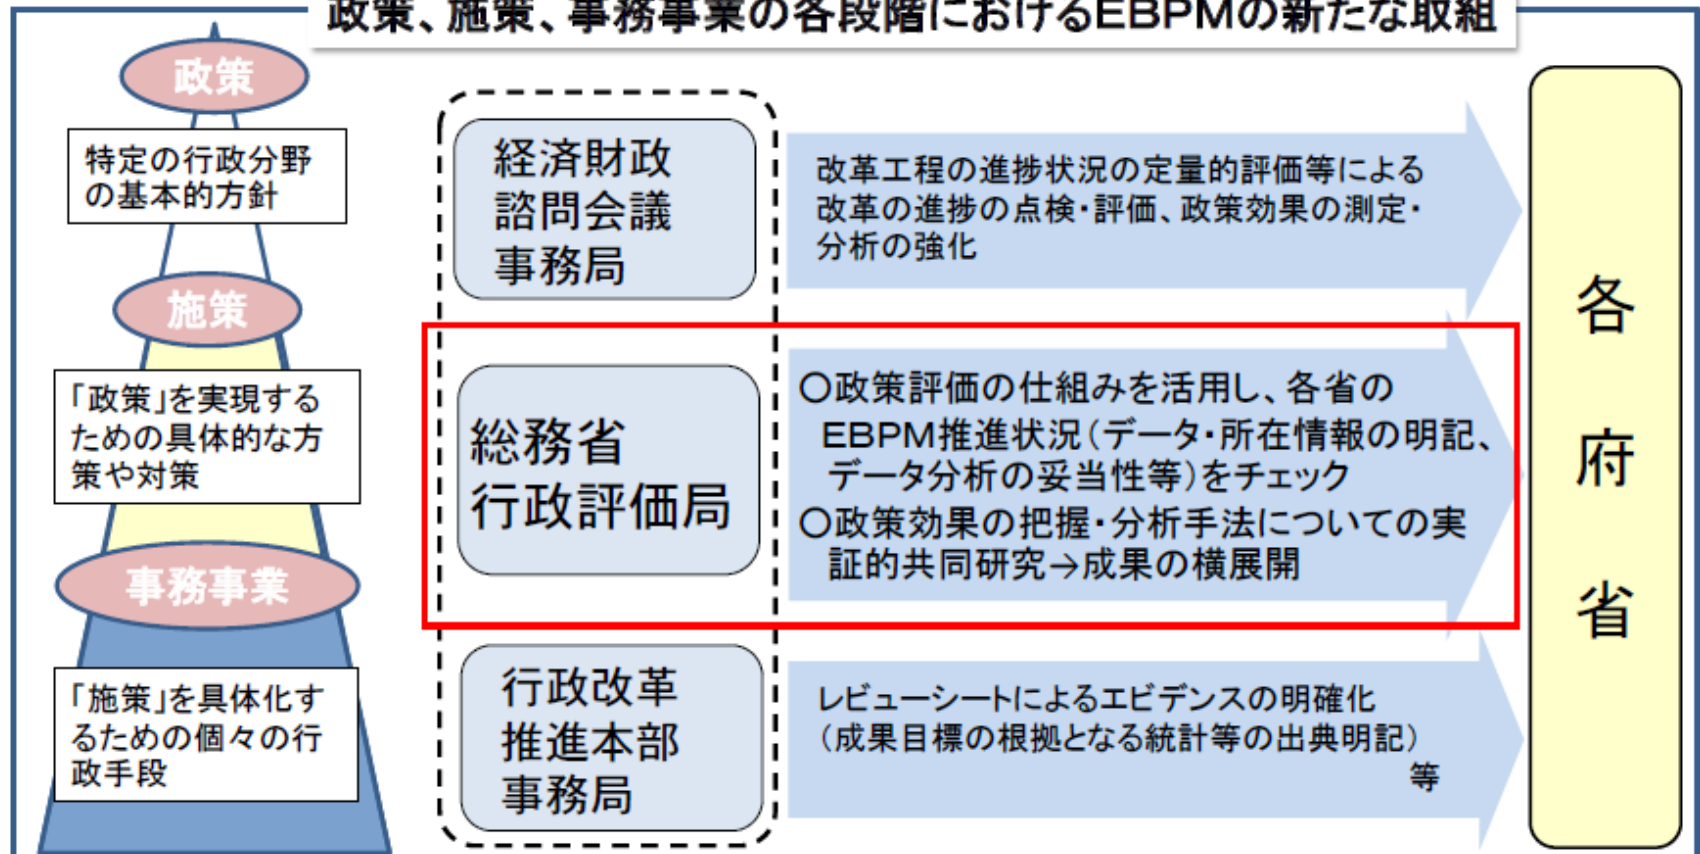 政策、施策、事務事業の各段階におけるEBPMの新たな取組
政策
特定の行政分野
の基本的方針
施策
「政策」を実現する
ための具体的な方
策や対策
事務事業
「施策」を具体化す
るための個々の行
政手段
経済財政
諮問会議
事務局
改革工程の進捗状況の定量的評価等による
改革の進捗の点検・評価、政策効果の測定・
分析の強化
総務省
行政評価局
○政策評価の仕組みを活用し、各省の
EBPM推進状況（データ・所在情報の明記、
データ分析の妥当性等）をチェック
○政策効果の把握・分析手法についての実
証的共同研究→成果の横展開
行政改革
推進本部
事務局
レビューシートによるエビデンスの明確化
（成果目標の根拠となる統計等の出典明記）
等
各
府
省